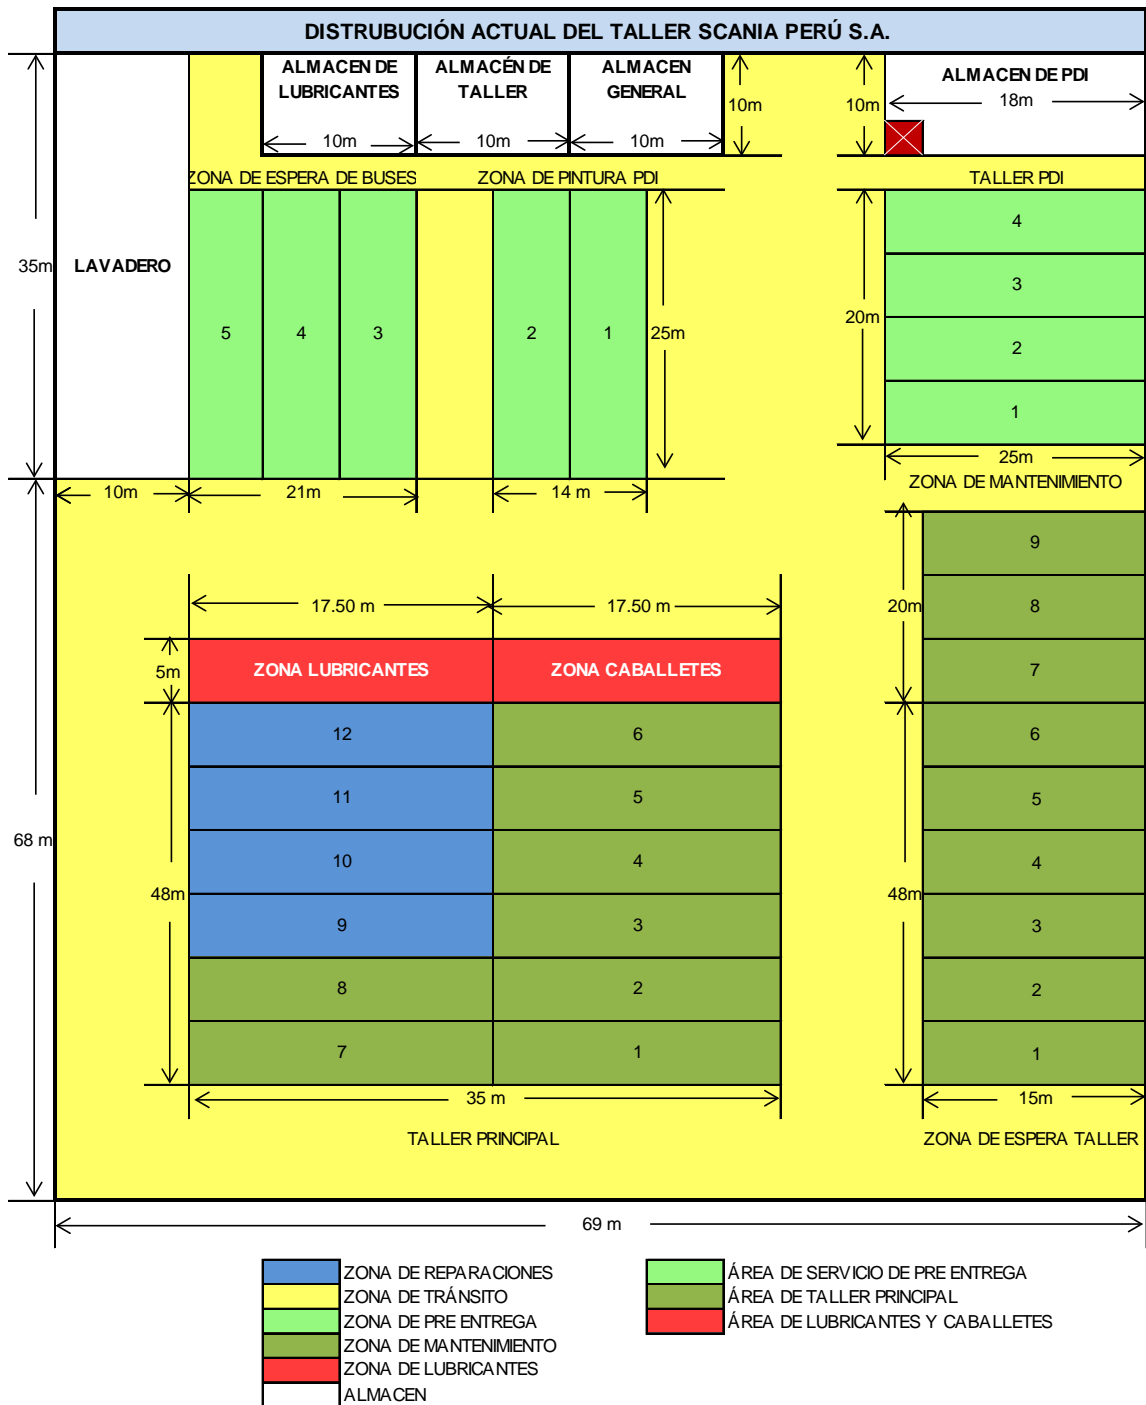 DISTRUBUCIÓN ACTUAL DEL TALLER SCANIA PERÚ S.A.
ALMACEN DE
LUBRICANTES
ALMACÉN DE
TALLER
ALMACEN
GENERAL
ALMACEN DE PDI
10m
10m
10m
10m
10m
18m
ZONA DE ESPERA DE BUSES
ZONA DE PINTURA PDI
TALLER PDI
35m
LAVADERO
5
4
3
2
1
25m
20m
4
3
2
1
25m
10m
21m
14 m
ZONA DE MANTENIMIENTO
17.50 m
17.50 m
5m
ZONA LUBRICANTES
ZONA CABALLETES
20m
9
8
7
68 m
48m
12
11
10
9
8
7
6
5
4
3
2
1
48m
6
5
4
3
2
1
35 m
15m
TALLER PRINCIPAL
ZONA DE ESPERA TALLER
69 m
ZONA DE REPARACIONES
ZONA DE TRÁNSITO
ZONA DE PRE ENTREGA
ZONA DE MANTENIMIENTO
ZONA DE LUBRICANTES
ALMACEN
ÁREA DE SERVICIO DE PRE ENTREGA
ÁREA DE TALLER PRINCIPAL
ÁREA DE LUBRICANTES Y CABALLETES